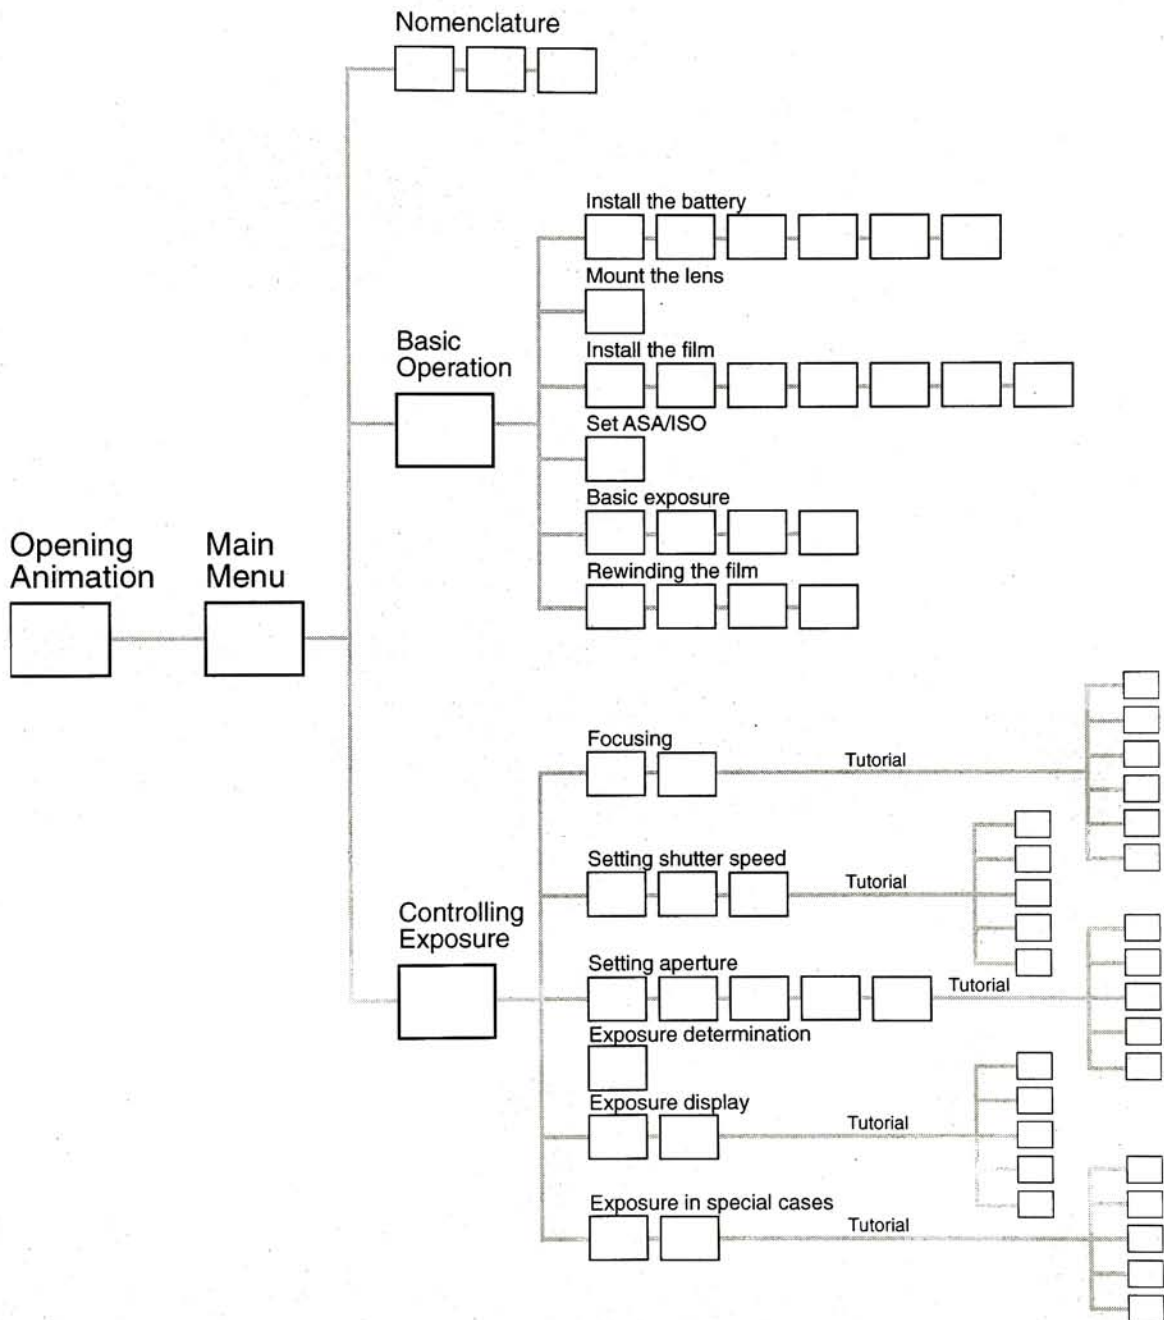 Nomenclature
Install the battery
Mount the lens
Basic
Operation
Install the film
Set ASA/ISO
Basic exposure
Rewinding the film
Opening
Animation
Main
Menu
Focusing
Tutorial
Setting shutter speed
Tutorial
Controlling
Exposure
Setting aperture
Tutorial
Exposure determination
Exposure display
Tutorial
Exposure in special cases
Tutorial